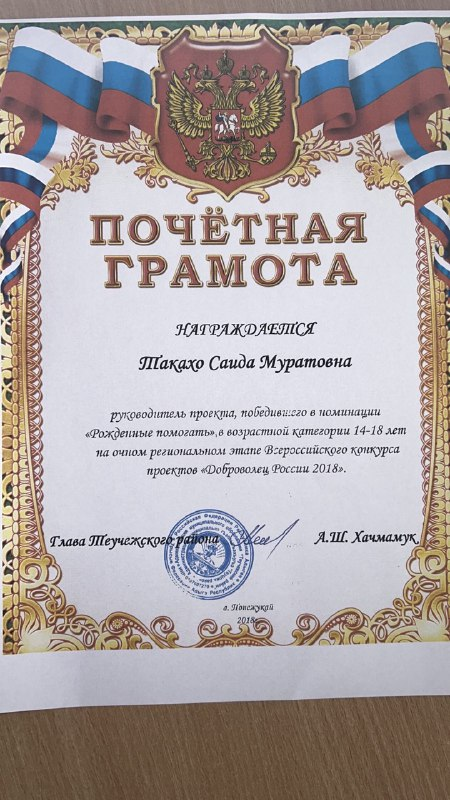 ПОЧЁТНАЯ
ГРАМОТА
НАГРАЖДАЕТСЯ
Такахо Саида Муратовна
руководитель проекта, победившего в номинации
«Рожденные помогать», в возрастной категории 14-18 лет
на очном региональном этапе Всероссийского конкурса
проектов «Доброволец России 2018».
Глава Теучежского района
А.Ш. Хачмамук
а. Понежукай
2018г.